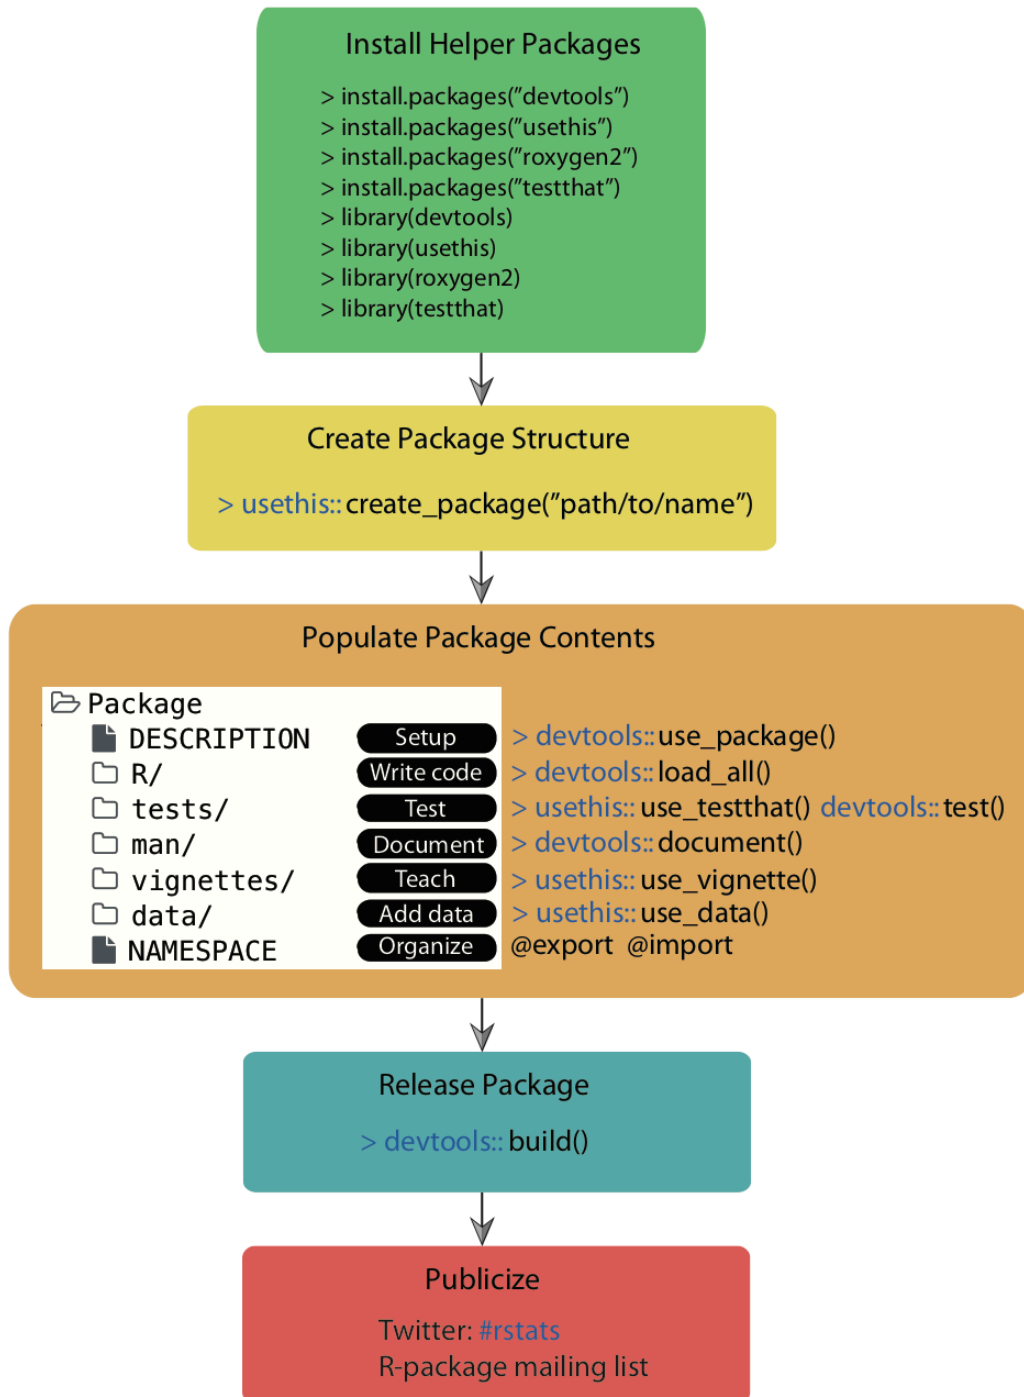 Install Helper Packages
> install.packages("devtools")
> install.packages("usethis")
> install.packages("roxygen2")
> install.packages("testthat")
> library(devtools)
> library(usethis)
> library(roxygen2)
> library(testthat)
Create Package Structure
> usethis:: create_package("path/to/name")
Populate Package Contents
Package
DESCRIPTION Setup > devtools:: use_package()
R/ Write code > devtools:: load_all()
tests/ Test > usethis:: use_testthat() devtools:: test()
man/ Document > devtools:: document()
vignettes/ Teach > usethis:: use_vignette()
data/ Add data > usethis:: use_data()
NAMESPACE Organize @export @import
Release Package
> devtools:: build()
Publicize
Twitter: #rstats
R-package mailing list